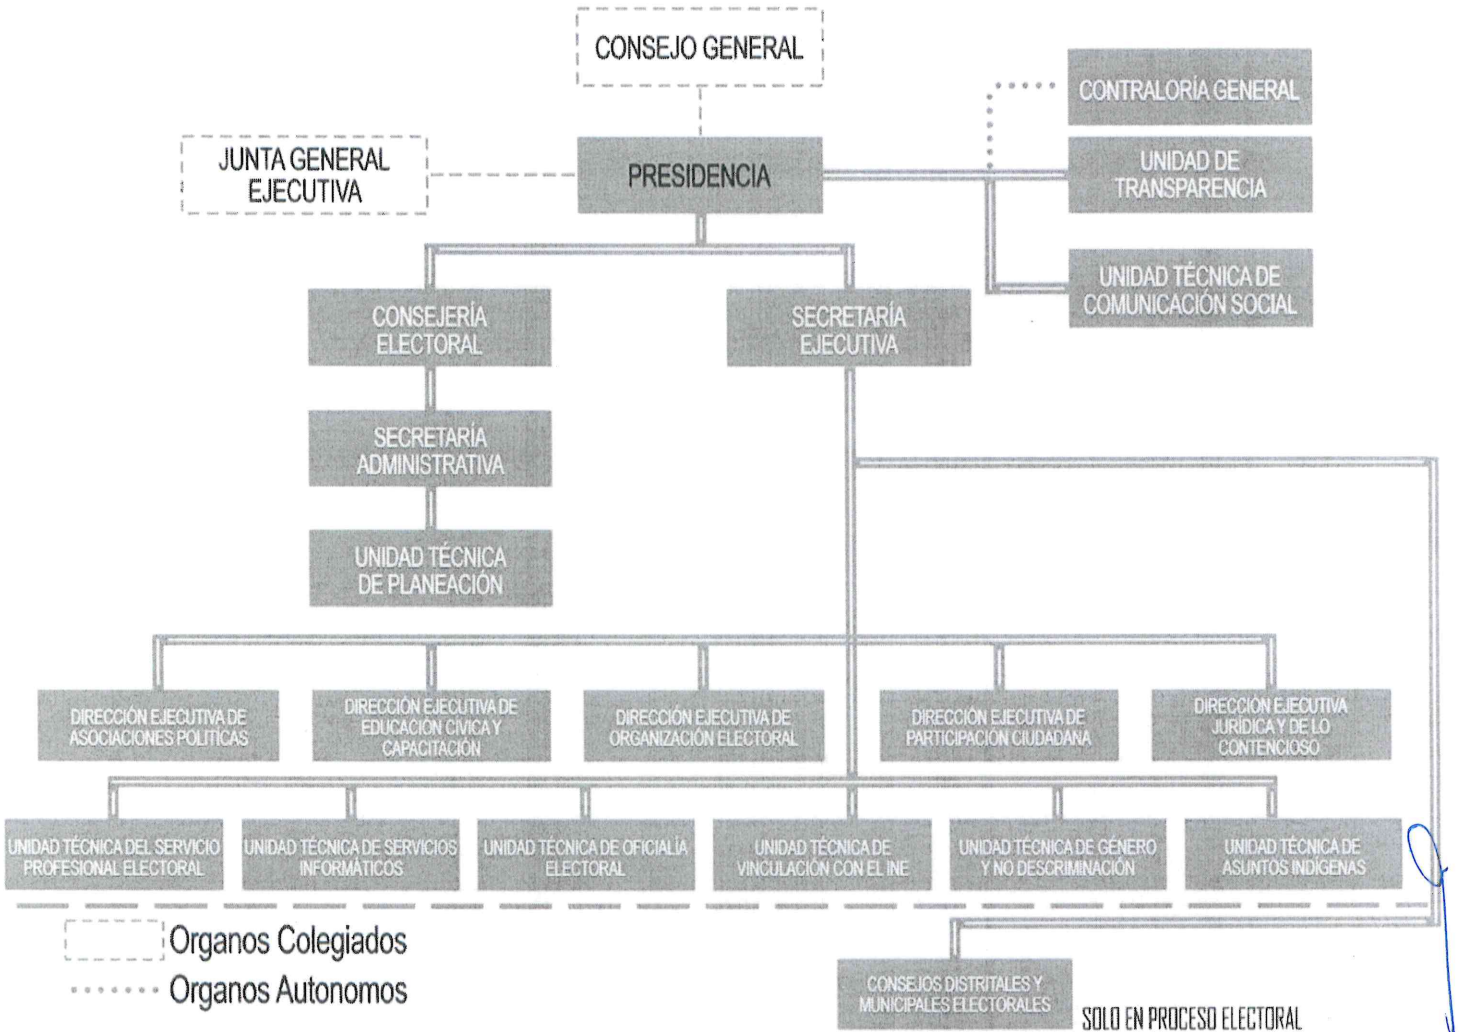 CONSEJO GENERAL
CONTRALORÍA GENERAL
JUNTA GENERAL
EJECUTIVA
PRESIDENCIA
UNIDAD DE
TRANSPARENCIA
UNIDAD TÉCNICA DE
COMUNICACIÓN SOCIAL
CONSEJERÍA
ELECTORAL
SECRETARÍA
EJECUTIVA
SECRETARÍA
ADMINISTRATIVA
UNIDAD TÉCNICA
DE PLANEACIÓN
DIRECCIÓN EJECUTIVA DE
ASOCIACIONES POLITÍCAS
DIRECCIÓN EJECUTIVA DE
EDUCACIÓN CÍVICA Y
CAPACITACIÓN
DIRECCIÓN EJECUTIVA DE
ORGANIZACIÓN ELECTORAL
DIRECCIÓN EJECUTIVA DE
PARTICIPACIÓN CIUDADANA
DIRECCIÓN EJECUTIVA
JURÍDICA Y DE LO
CONTENCIOSO
UNIDAD TÉCNICA DEL SERVICIO
PROFESIONAL ELECTORAL
UNIDAD TÉCNICA DE SERVICIOS
INFORMÁTICOS
UNIDAD TÉCNICA DE OFICIALÍA
ELECTORAL
UNIDAD TÉCNICA DE
VINCULACIÓN CON EL INE
UNIDAD TÉCNICA DE GÉNERO
Y NO DESCRIMINACIÓN
UNIDAD TÉCNICA DE
ASUNTOS INDÍGENAS
Organos Colegiados
Organos Autonomos
CONSEJOS DISTRITALES Y
MUNICIPALES ELECTORALES
SOLO EN PROCESO ELECTORAL